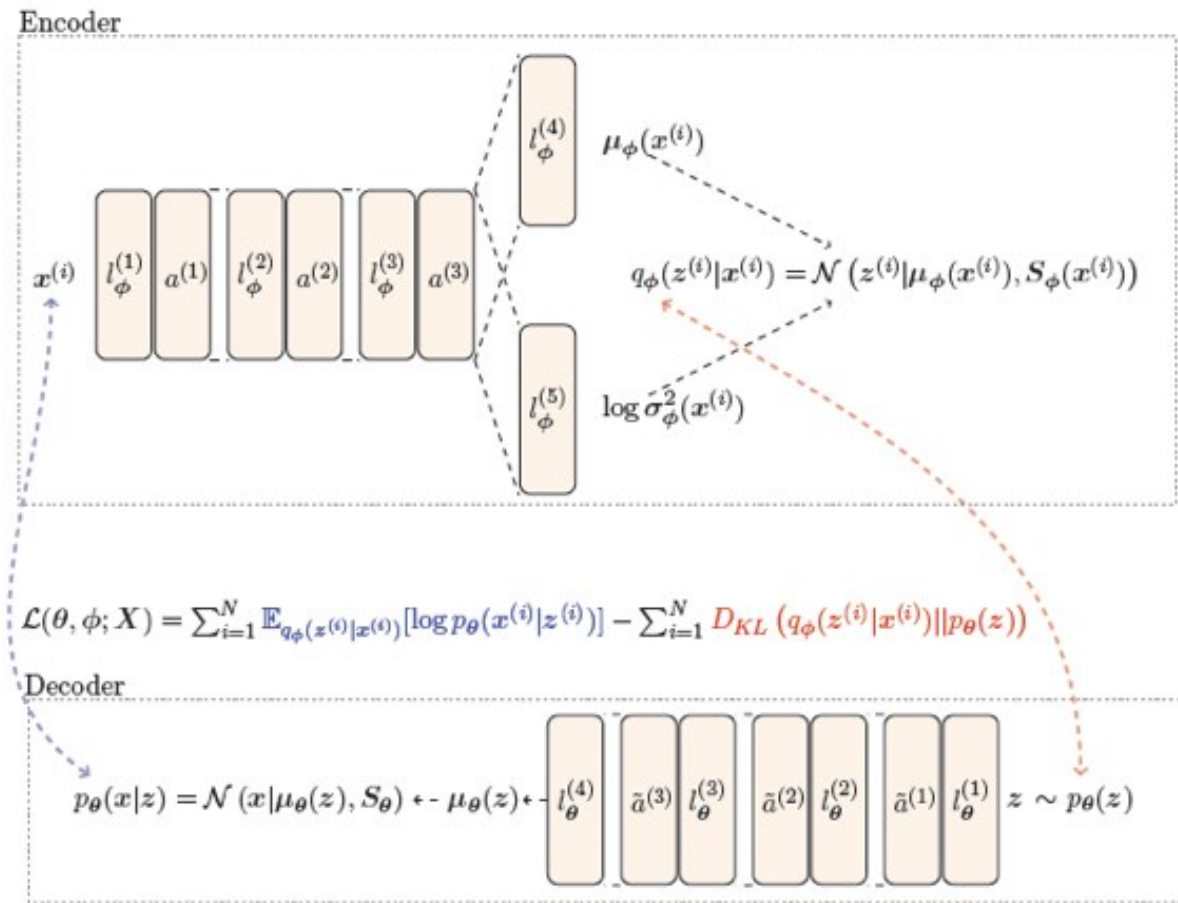 Encoder
l_ϕ^(4) μ_ϕ(x^(i))
x^(i) l_ϕ^(1) a^(1) l_ϕ^(2) a^(2) l_ϕ^(3) a^(3) q_ϕ(z^(i)|x^(i)) = 𝒩 (z^(i)|μ_ϕ(x^(i)), S_ϕ(x^(i)))
l_ϕ^(5) log σ_ϕ^2(x^(i))
ℒ(θ, ϕ; X) = ∑_{i=1}^N 𝔼_{q_ϕ(z^(i)|x^(i))}[log p_θ(x^(i)|z^(i))] − ∑_{i=1}^N D_{KL} (q_ϕ(z^(i)|x^(i))||p_θ(z))
Decoder
p_θ(x|z) = 𝒩 (x|μ_θ(z), S_θ) μ_θ(z) l_θ^(4) ã^(3) l_θ^(3) ã^(2) l_θ^(2) ã^(1) l_θ^(1) z ∼ p_θ(z)